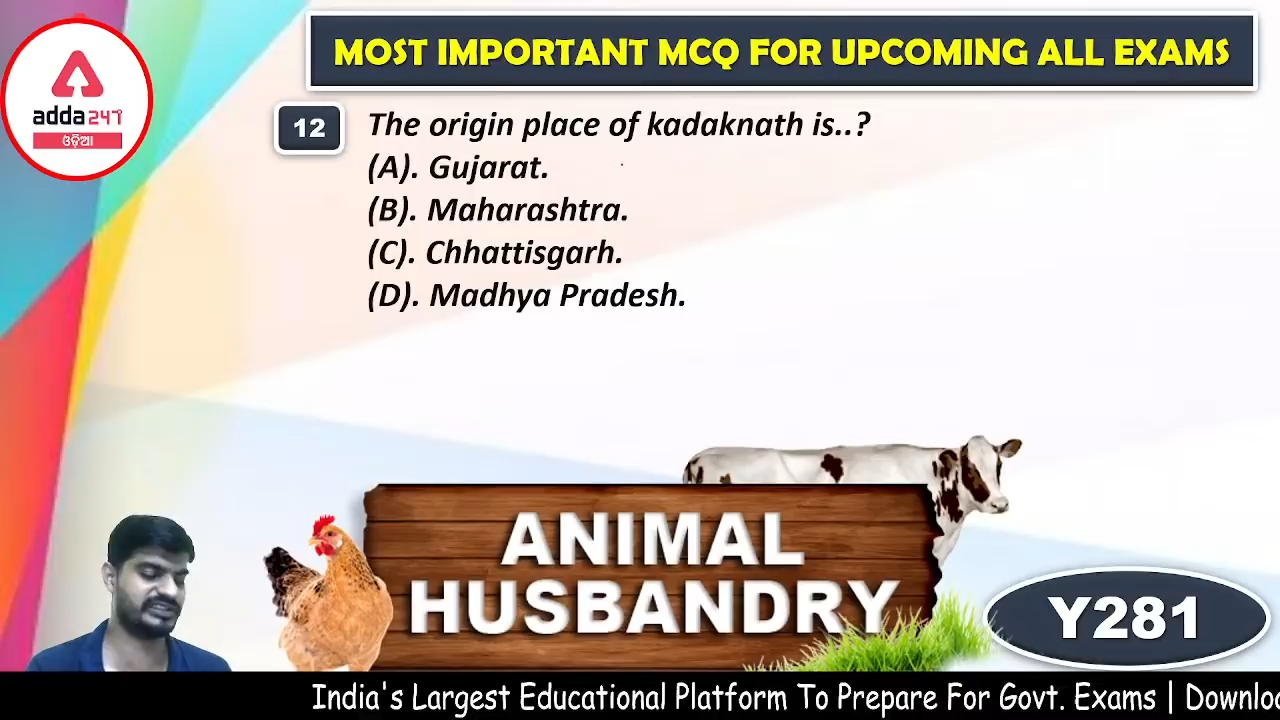 MOST IMPORTANT MCQ FOR UPCOMING ALL EXAMS
adda247
ଓଡ଼ିଆ
12
The origin place of kadaknath is..?
(A). Gujarat.
(B). Maharashtra.
(C). Chhattisgarh.
(D). Madhya Pradesh.
ANIMAL
HUSBANDRY
Y281
India's Largest Educational Platform To Prepare For Govt. Exams | Downloa